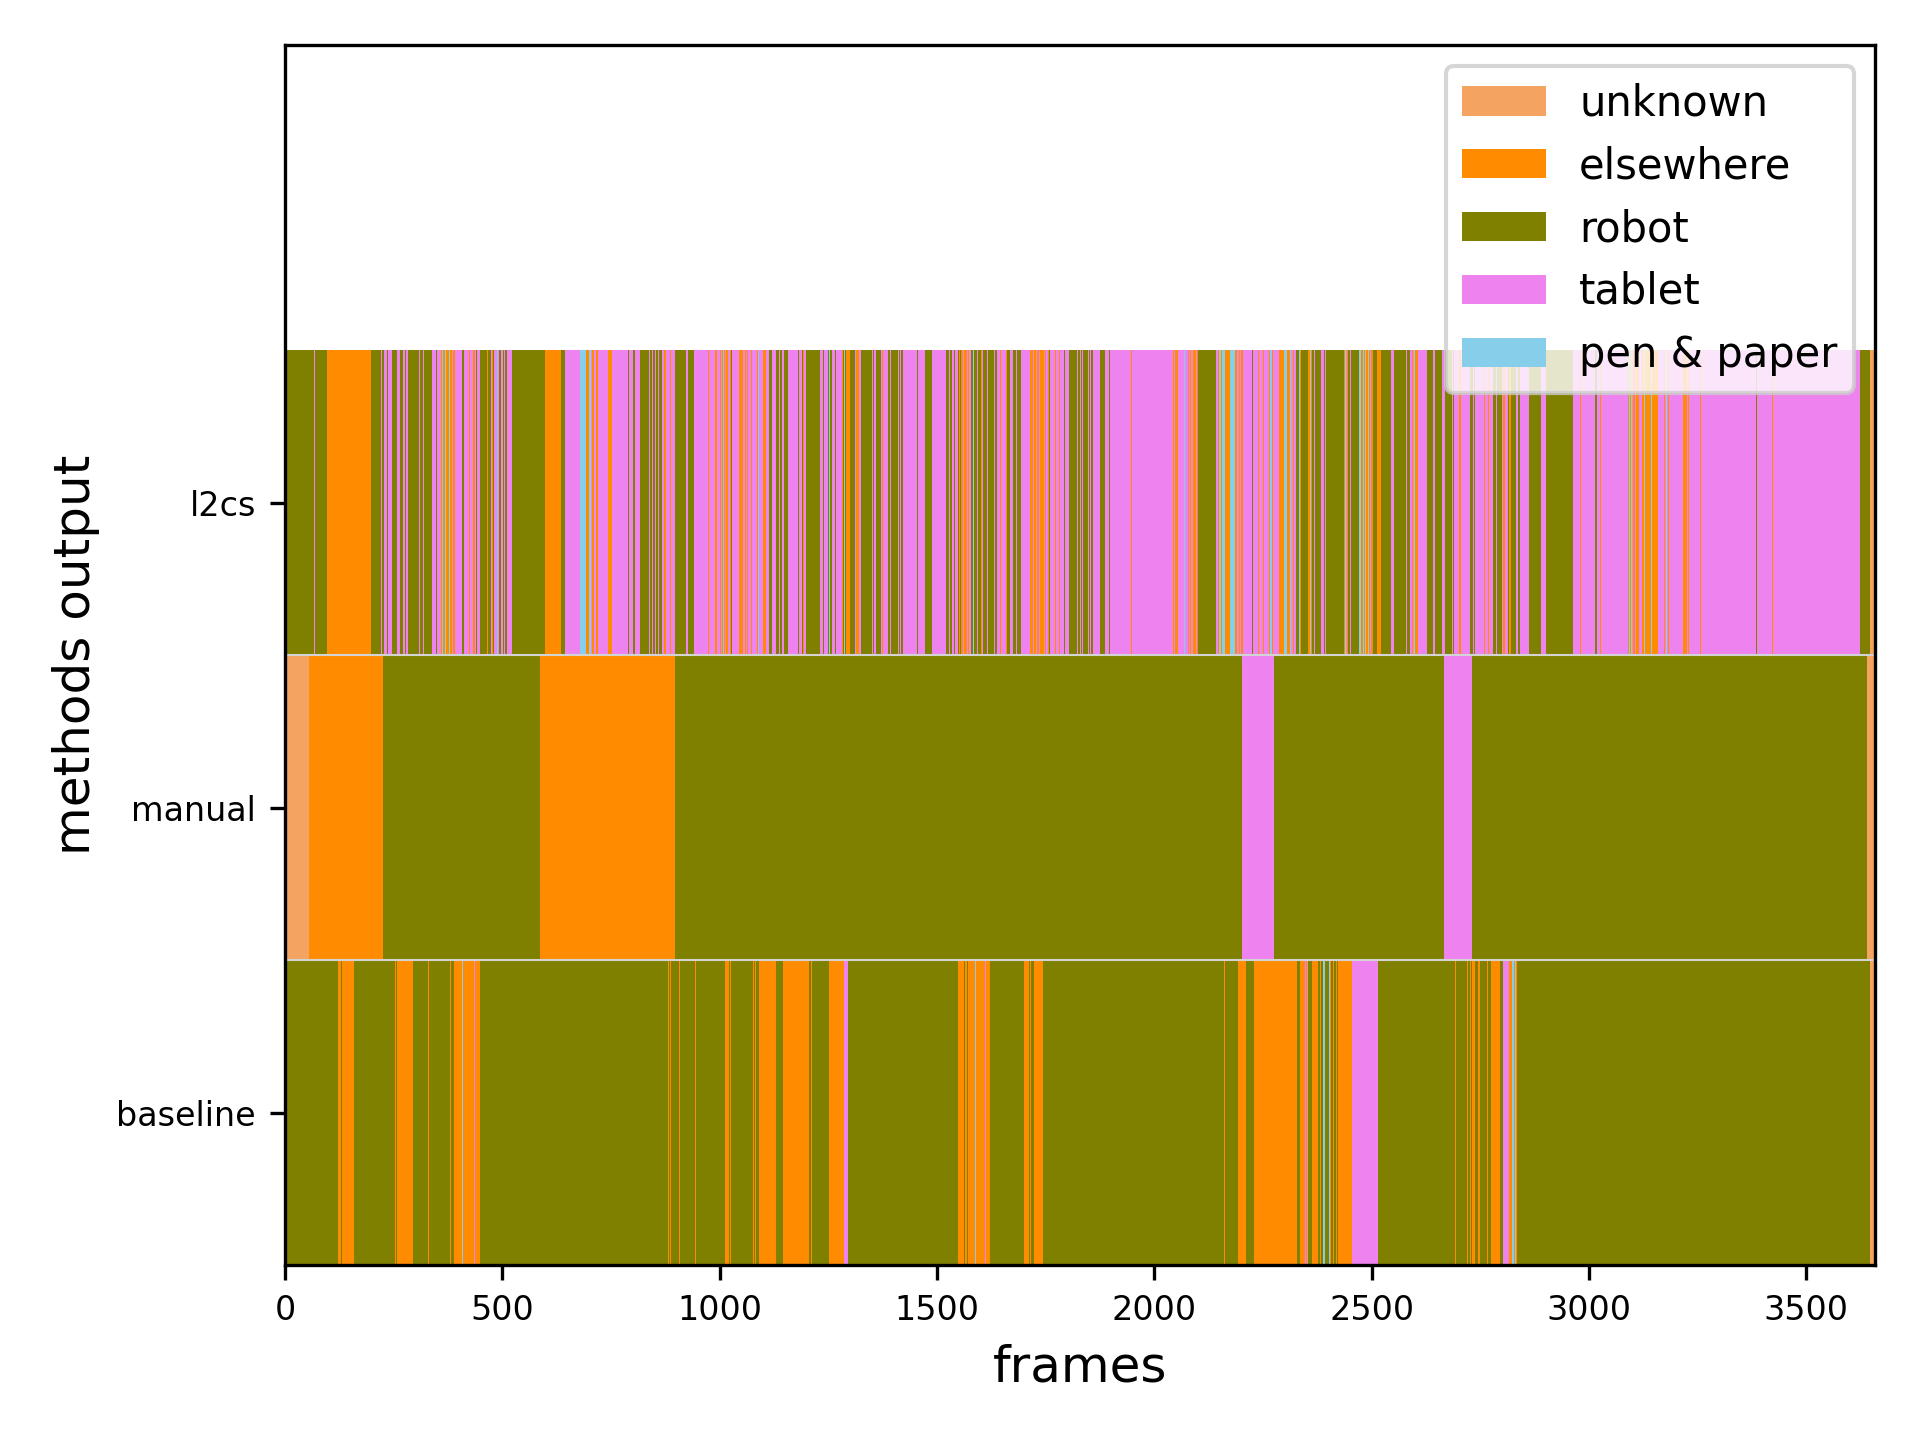 unknown
elsewhere
robot
tablet
pen & paper
methods output
l2cs
manual
baseline
0 500 1000 1500 2000 2500 3000 3500
frames